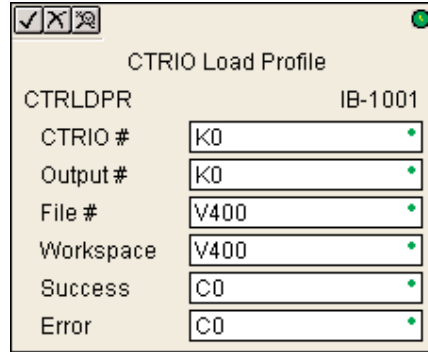 CTRIO Load Profile
CTRLDPR IB-1001
CTRIO # K0
Output # K0
File # V400
Workspace V400
Success C0
Error C0